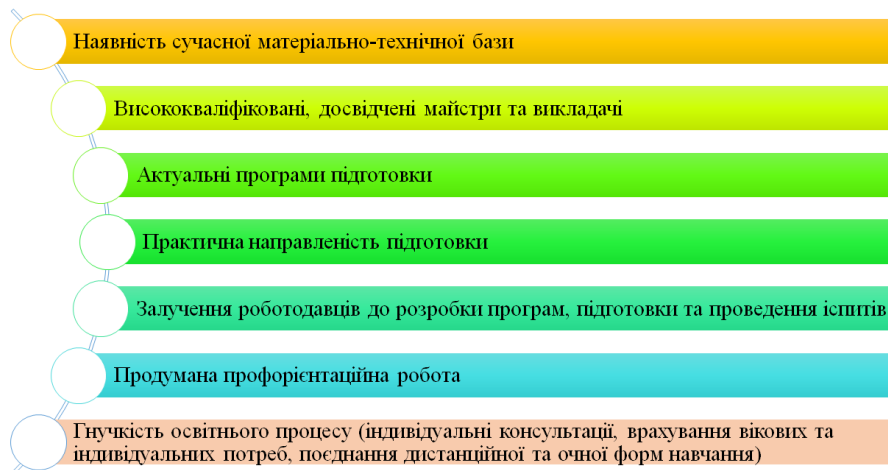 Наявність сучасної матеріально-технічної бази
Висококваліфіковані, досвідчені майстри та викладачі
Актуальні програми підготовки
Практична направленість підготовки
Залучення роботодавців до розробки програм, підготовки та проведення іспитів
Продумана профорієнтаційна робота
Гнучкість освітнього процесу (індивідуальні консультації, врахування вікових та
індивідуальних потреб, поєднання дистанційної та очної форм навчання)